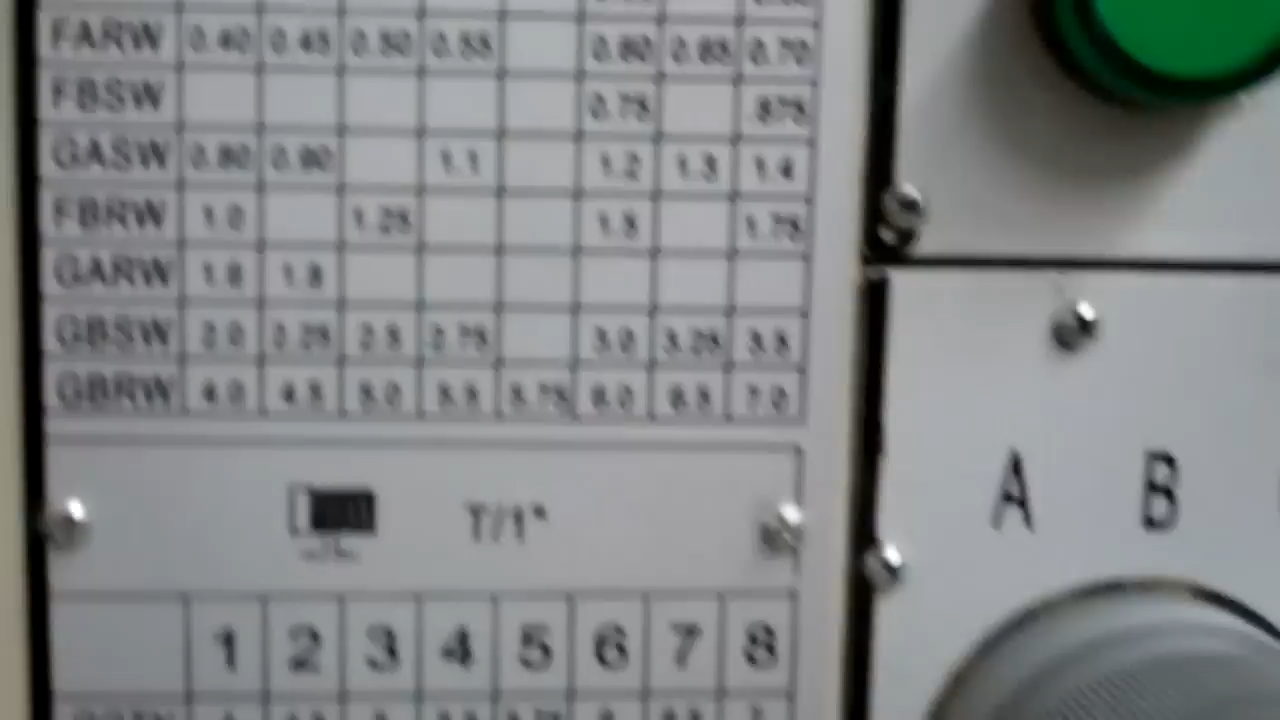 FARW 0.40 0.45 0.50 0.55 0.60 0.65 0.70
FBSW 0.75 .875
GASW 0.80 0.90 1.1 1.2 1.3 1.4
FBRW 1.0 1.25 1.5 1.75
GARW 1.6 1.8
GBSW 2.0 2.25 2.5 2.75 3.0 3.25 3.5
GBRW 4.0 4.5 5.0 5.5 5.75 6.0 6.5 7.0
T/1"
A B
1 2 3 4 5 6 7 8